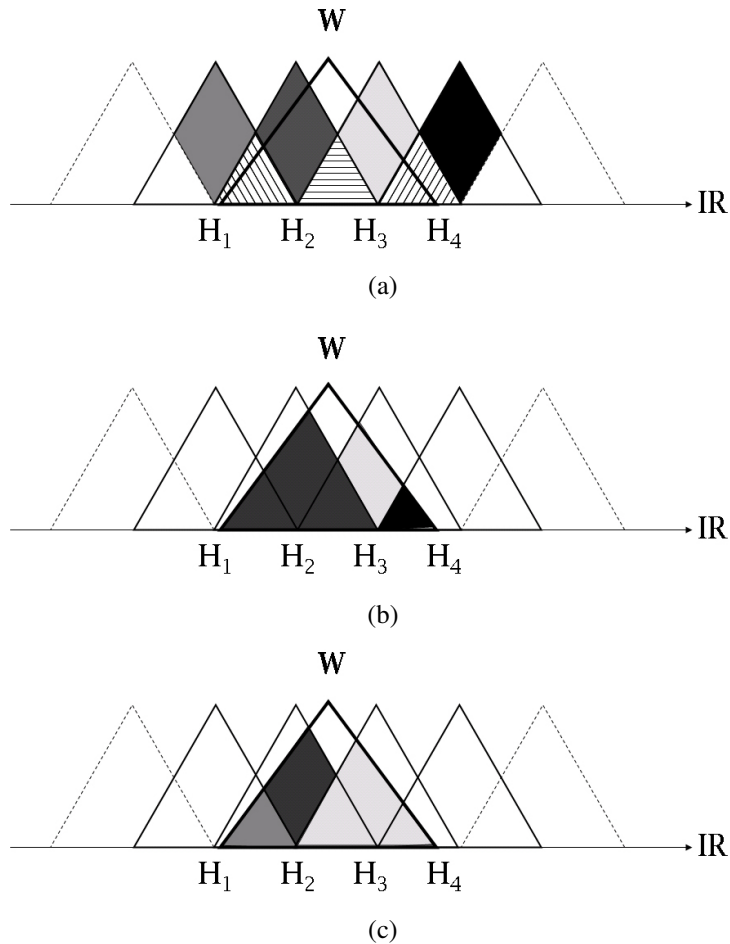 W
IR
H₁ H₂ H₃ H₄
(a)
W
IR
H₁ H₂ H₃ H₄
(b)
W
IR
H₁ H₂ H₃ H₄
(c)